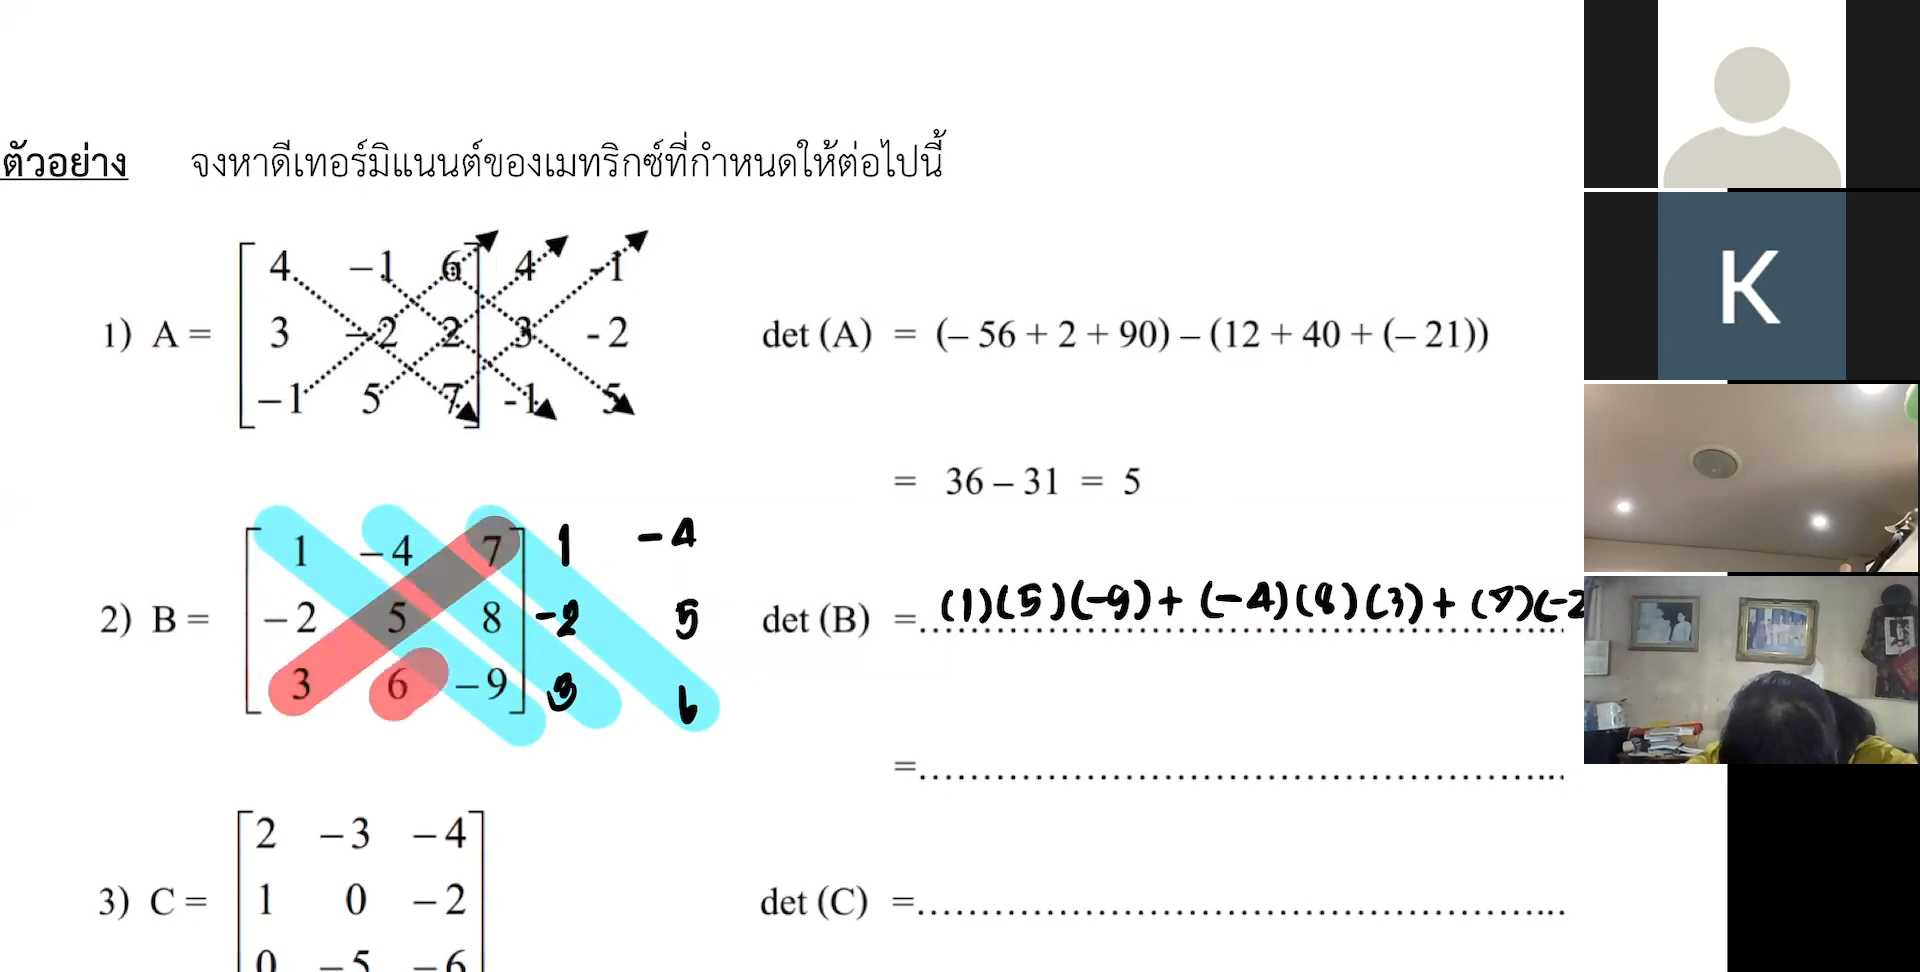 ตัวอย่าง จงหาดีเทอร์มิแนนต์ของเมทริกซ์ที่กำหนดให้ต่อไปนี้
4 −1 6 4 -1
1) A = 3 −2 2 3 - 2 det (A) = (– 56 + 2 + 90) – (12 + 40 + (– 21))
−1 5 7 -1 5
= 36 – 31 = 5
1 −4 7 1 -4
2) B = −2 5 8 -2 5 det (B) = (1)(5)(-9) + (-4)(8)(3) + (7)(-2
3 6 −9 3 6
=
2 −3 −4
3) C = 1 0 −2 det (C) =
0 −5 −6
K